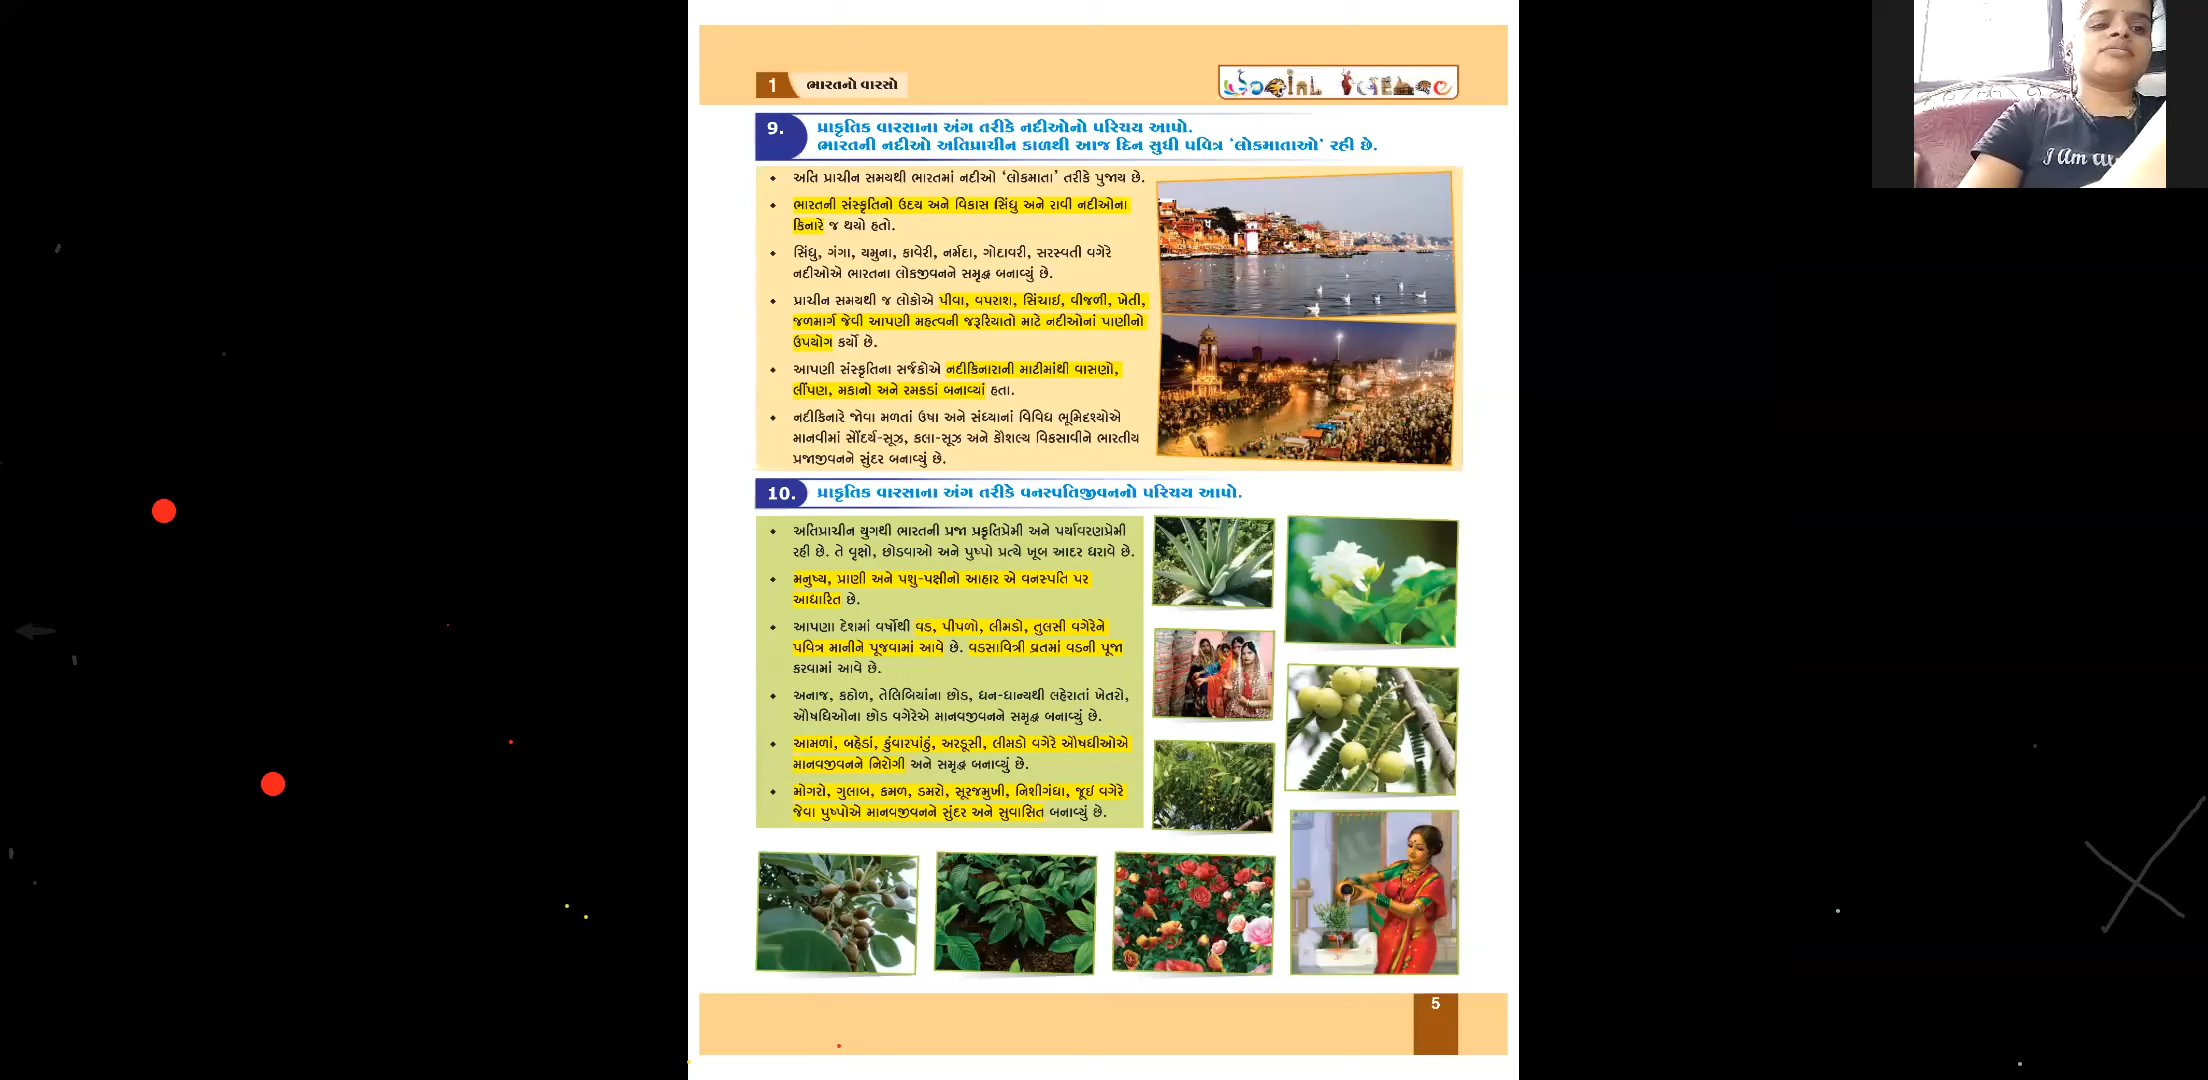 1 ભારતનો વારસો
Social Science
9. પ્રાકૃતિક વારસાના અંગ તરીકે નદીઓનો પરિચય આપો.
ભારતની નદીઓ અતિપ્રાચીન કાળથી આજ દિન સુધી પવિત્ર ‘લોકમાતાઓ’ રહી છે.
અતિ પ્રાચીન સમયથી ભારતમાં નદીઓ ‘લોકમાતા’ તરીકે પુજાય છે.
ભારતની સંસ્કૃતિનો ઉદય અને વિકાસ સિંધુ અને રાવી નદીઓના
કિનારે જ થયો હતો.
સિંધુ, ગંગા, યમુના, કાવેરી, નર્મદા, ગોદાવરી, સરસ્વતી વગેરે
નદીઓએ ભારતના લોકજીવનને સમૃદ્ધ બનાવ્યું છે.
પ્રાચીન સમયથી જ લોકોએ પીવા, વપરાશ, સિંચાઈ, વીજળી, ખેતી,
જળમાર્ગ જેવી આપણી મહત્વની જરૂરિયાતો માટે નદીઓનાં પાણીનો
ઉપયોગ કર્યો છે.
આપણી સંસ્કૃતિના સર્જકોએ નદીકિનારાની માટીમાંથી વાસણો,
લીંપણ, મકાનો અને રમકડાં બનાવ્યાં હતા.
નદીકિનારે જોવા મળતાં ઉષા અને સંધ્યાનાં વિવિધ ભૂમિદશ્યોએ
માનવીમાં સૌંદર્ય-સૂઝ, કલા-સૂઝ અને કૌશલ્ય વિકસાવીને ભારતીય
પ્રજાજીવનને સુંદર બનાવ્યું છે.
10. પ્રાકૃતિક વારસાના અંગ તરીકે વનસ્પતિજીવનનો પરિચય આપો.
અતિપ્રાચીન યુગથી ભારતની પ્રજા પ્રકૃતિપ્રેમી અને પર્યાવરણપ્રેમી
રહી છે. તે વૃક્ષો, છોડવાઓ અને પુષ્પો પ્રત્યે ખૂબ આદર ધરાવે છે.
મનુષ્ય, પ્રાણી અને પશુ-પક્ષીનો આહાર એ વનસ્પતિ પર
આધારિત છે.
આપણા દેશમાં વર્ષોથી વડ, પીપળો, લીમડો, તુલસી વગેરેને
પવિત્ર માનીને પૂજવામાં આવે છે. વડસાવિત્રી વ્રતમાં વડની પૂજા
કરવામાં આવે છે.
અનાજ, કઠોળ, તેલિબિયાંના છોડ, ધન-ધાન્યથી લહેરાતાં ખેતરો,
ઔષધિઓના છોડ વગેરેએ માનવજીવનને સમૃદ્ધ બનાવ્યું છે.
આમળાં, બહેડાં, કુંવારપાંઠું, અરડૂસી, લીમડો વગેરે ઔષધીઓએ
માનવજીવનને નિરોગી અને સમૃદ્ધ બનાવ્યું છે.
મોગરો, ગુલાબ, કમળ, ડમરો, સૂરજમુખી, નિશીગંધા, જૂઈ વગેરે
જેવા પુષ્પોએ માનવજીવનને સુંદર અને સુવાસિત બનાવ્યું છે.
5
I Am